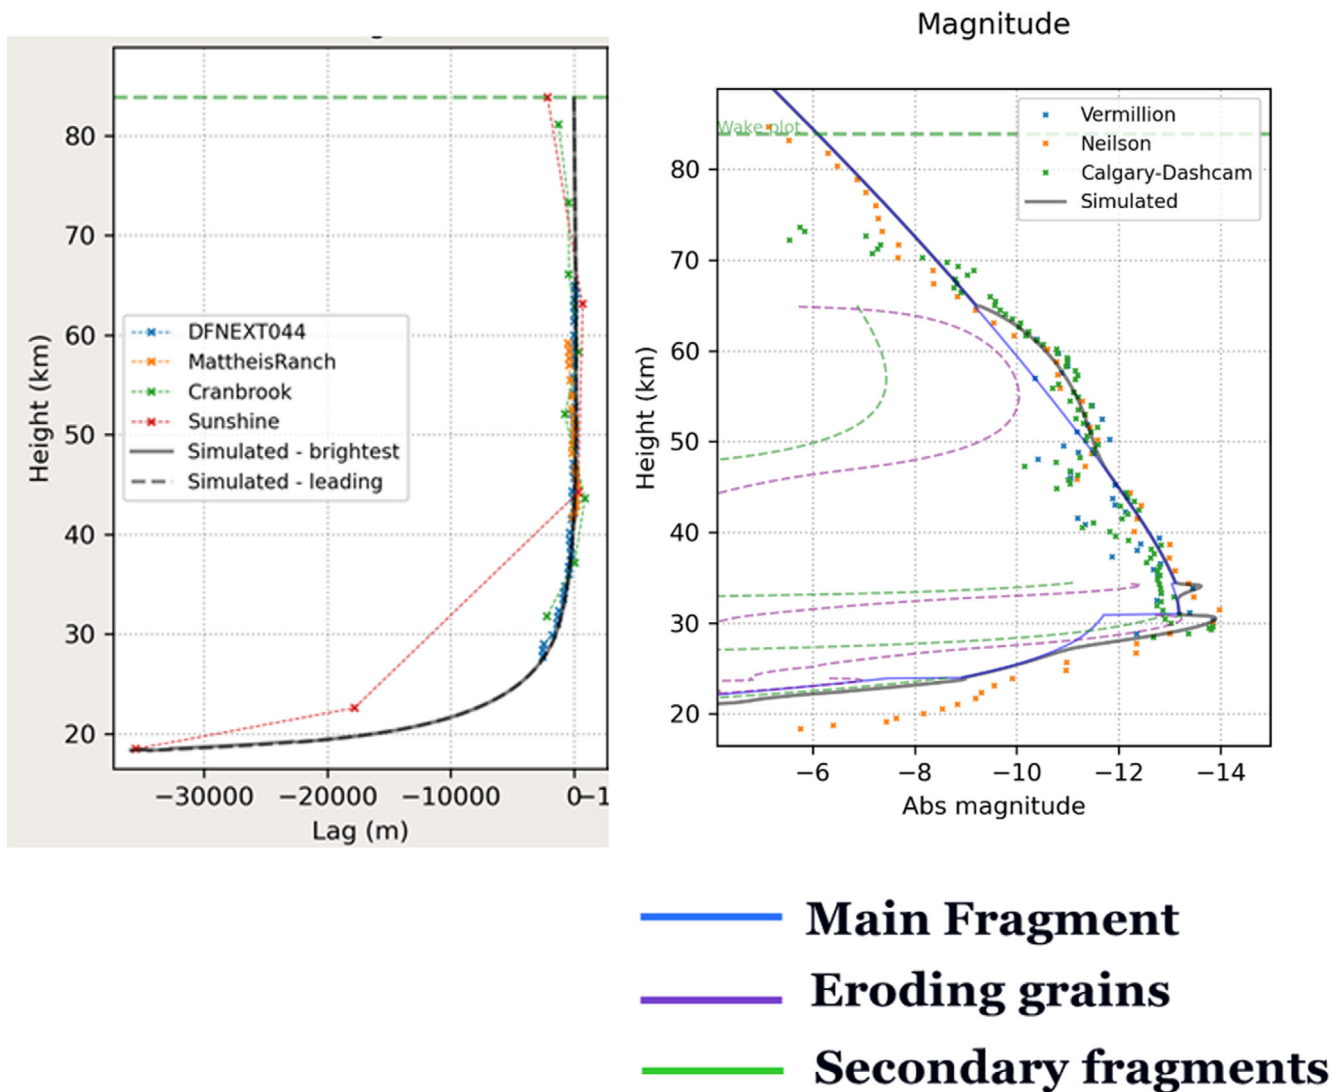 Magnitude
80
70
60
50
40
30
20
Height (km)
DFNEXT044
MattheisRanch
Cranbrook
Sunshine
Simulated - brightest
Simulated - leading
−30000 −20000 −10000 0 −1
Lag (m)
Wake plot
Vermillion
Neilson
Calgary-Dashcam
Simulated
80
70
60
50
40
30
20
Height (km)
−6 −8 −10 −12 −14
Abs magnitude
Main Fragment
Eroding grains
Secondary fragments